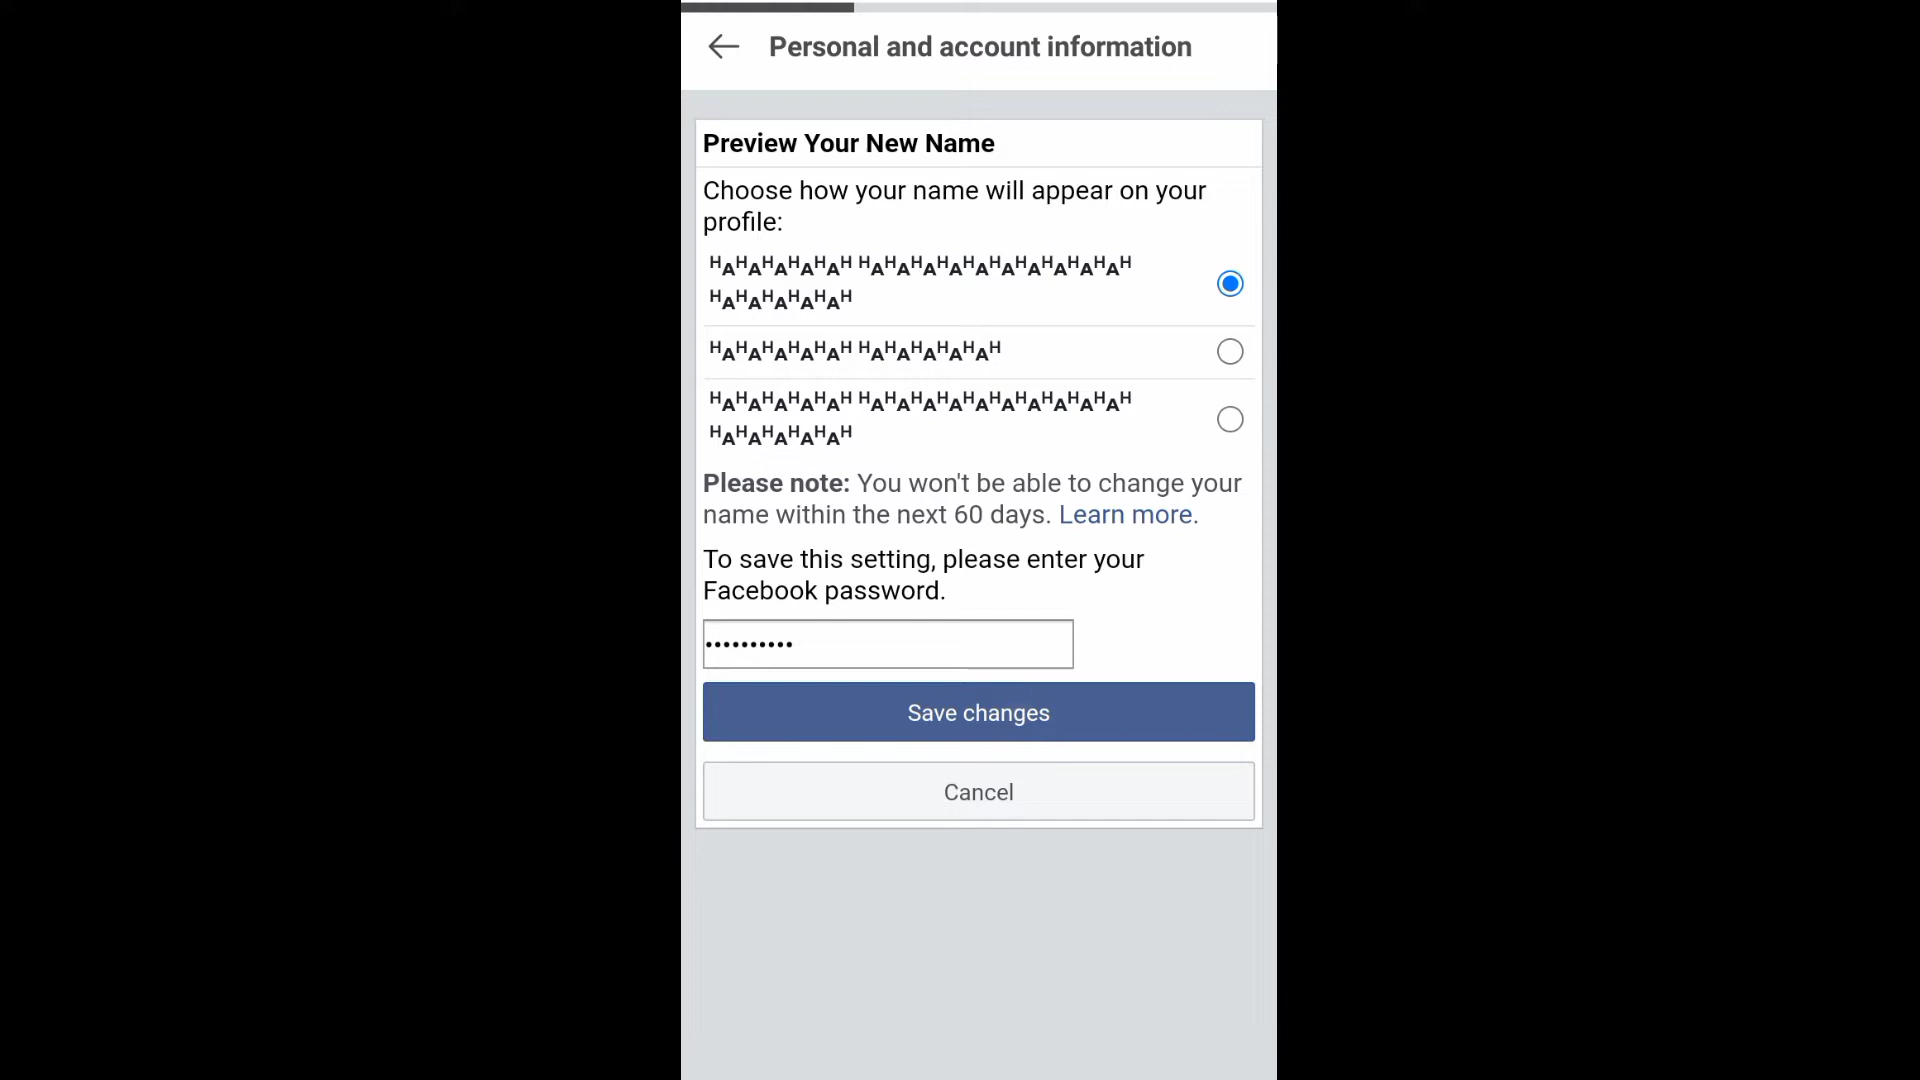 Personal and account information
Preview Your New Name
Choose how your name will appear on your
profile:
ᴴᴀᴴᴀᴴᴀᴴᴀᴴᴀᴴ ᴴᴀᴴᴀᴴᴀᴴᴀᴴᴀᴴᴀᴴᴀᴴᴀᴴᴀᴴᴀᴴ
ᴴᴀᴴᴀᴴᴀᴴᴀᴴᴀᴴ
ᴴᴀᴴᴀᴴᴀᴴᴀᴴᴀᴴ ᴴᴀᴴᴀᴴᴀᴴᴀᴴᴀᴴ
ᴴᴀᴴᴀᴴᴀᴴᴀᴴᴀᴴ ᴴᴀᴴᴀᴴᴀᴴᴀᴴᴀᴴᴀᴴᴀᴴᴀᴴᴀᴴᴀᴴ
ᴴᴀᴴᴀᴴᴀᴴᴀᴴᴀᴴ
Please note: You won't be able to change your
name within the next 60 days. Learn more.
To save this setting, please enter your
Facebook password.
••••••••••
Save changes
Cancel